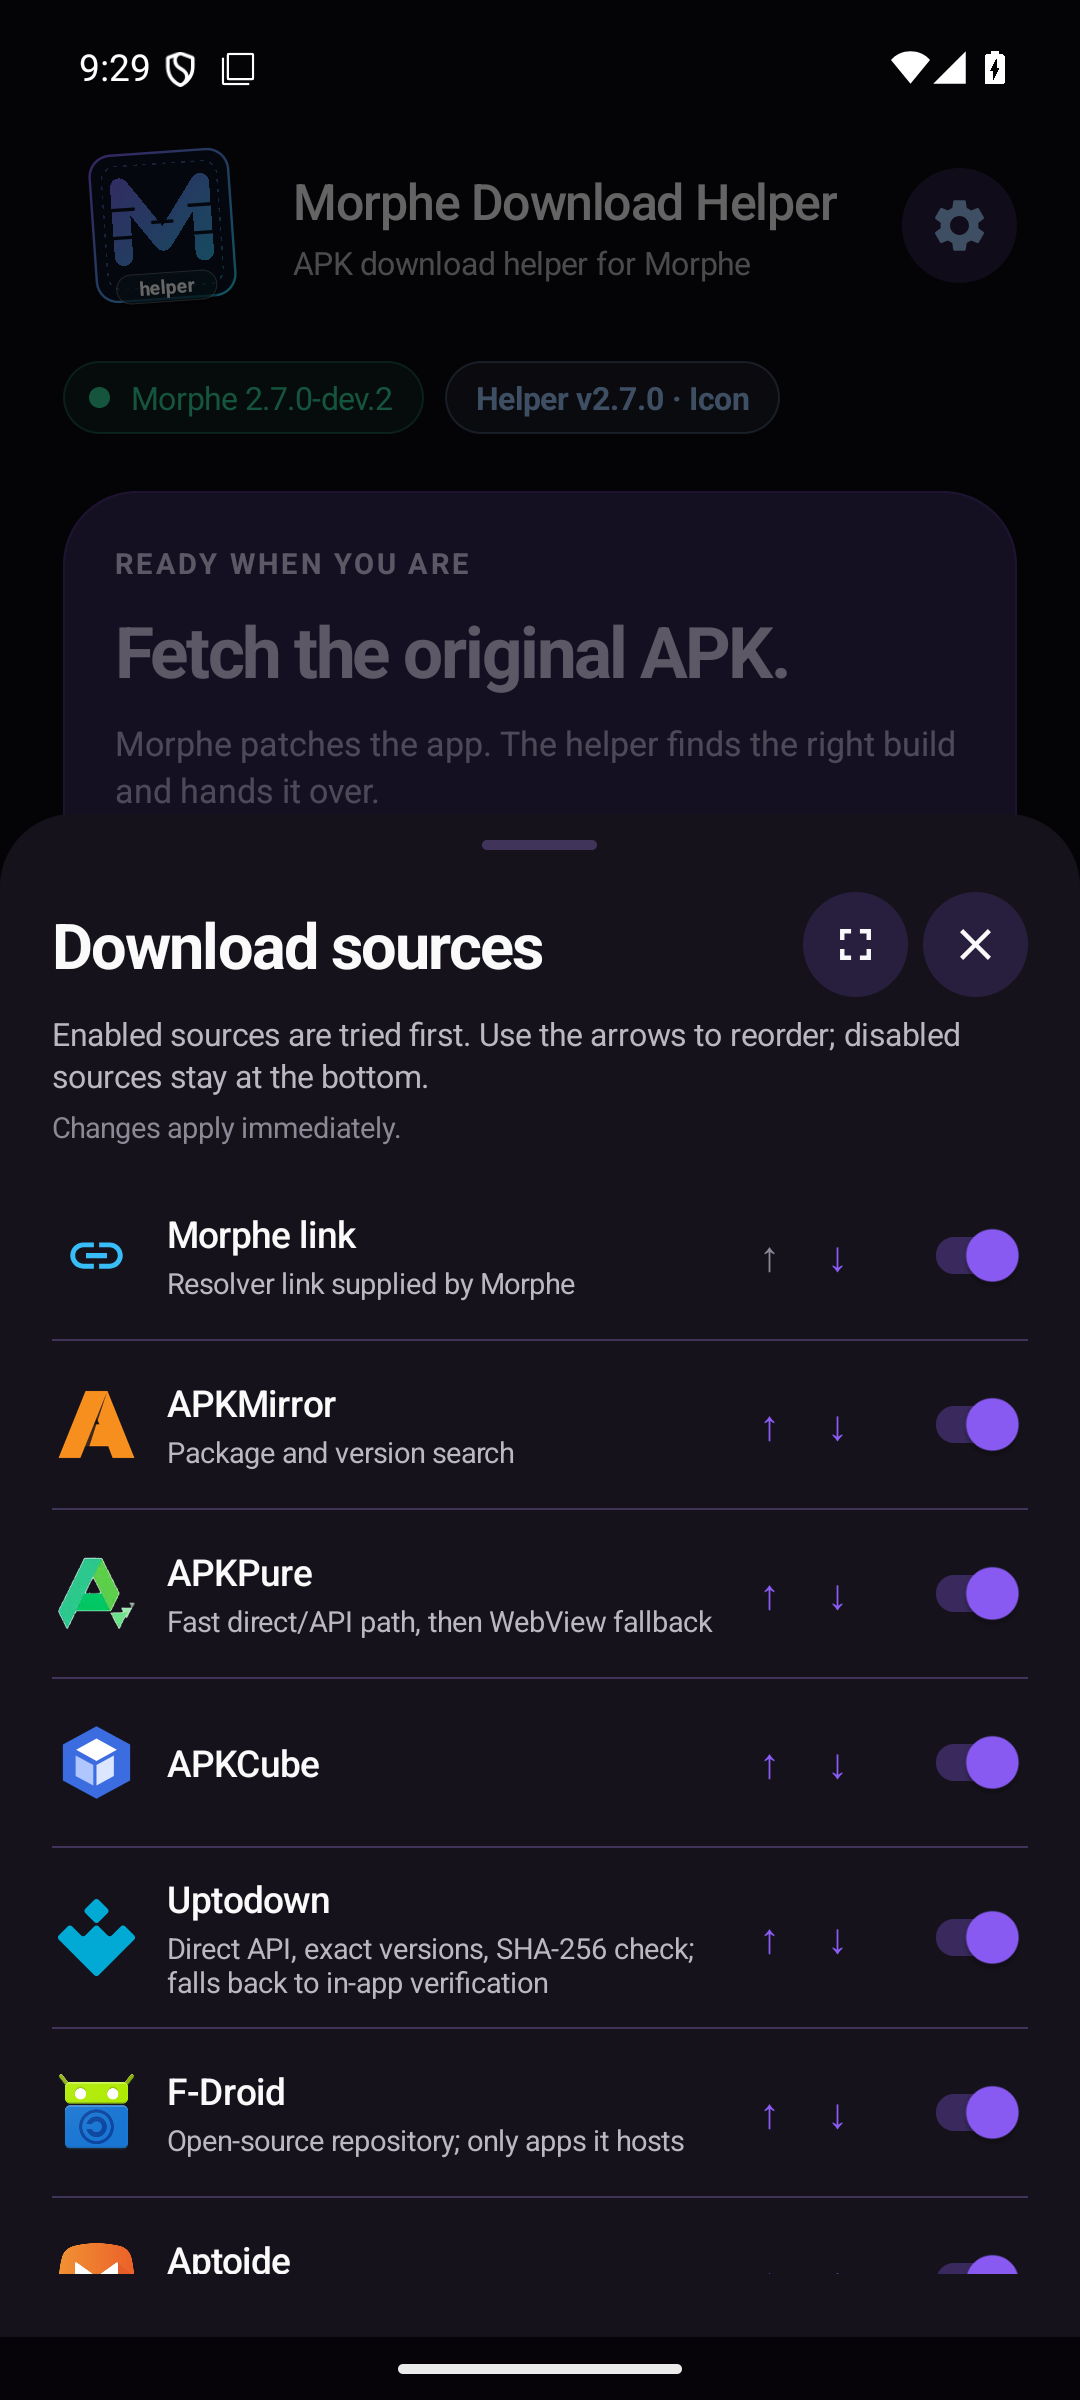 9:29
Morphe Download Helper
APK download helper for Morphe
helper
Morphe 2.7.0-dev.2
Helper v2.7.0 · Icon
READY WHEN YOU ARE
Fetch the original APK.
Morphe patches the app. The helper finds the right build
and hands it over.
Download sources
Enabled sources are tried first. Use the arrows to reorder; disabled
sources stay at the bottom.
Changes apply immediately.
Morphe link
Resolver link supplied by Morphe
↑ ↓
APKMirror
Package and version search
↑ ↓
APKPure
Fast direct/API path, then WebView fallback
↑ ↓
APKCube
↑ ↓
Uptodown
Direct API, exact versions, SHA-256 check;
falls back to in-app verification
↑ ↓
F-Droid
Open-source repository; only apps it hosts
↑ ↓
Aptoide